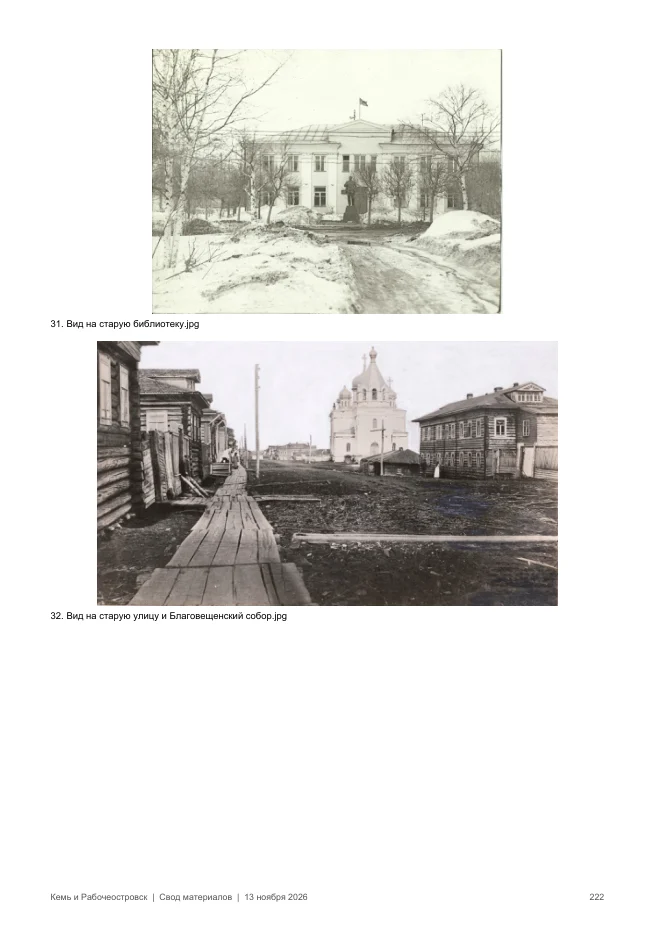 31. Вид на старую библиотеку.jpg
32. Вид на старую улицу и Благовещенский собор.jpg
Кемь и Рабочеостровск | Свод материалов | 13 ноября 2026
222